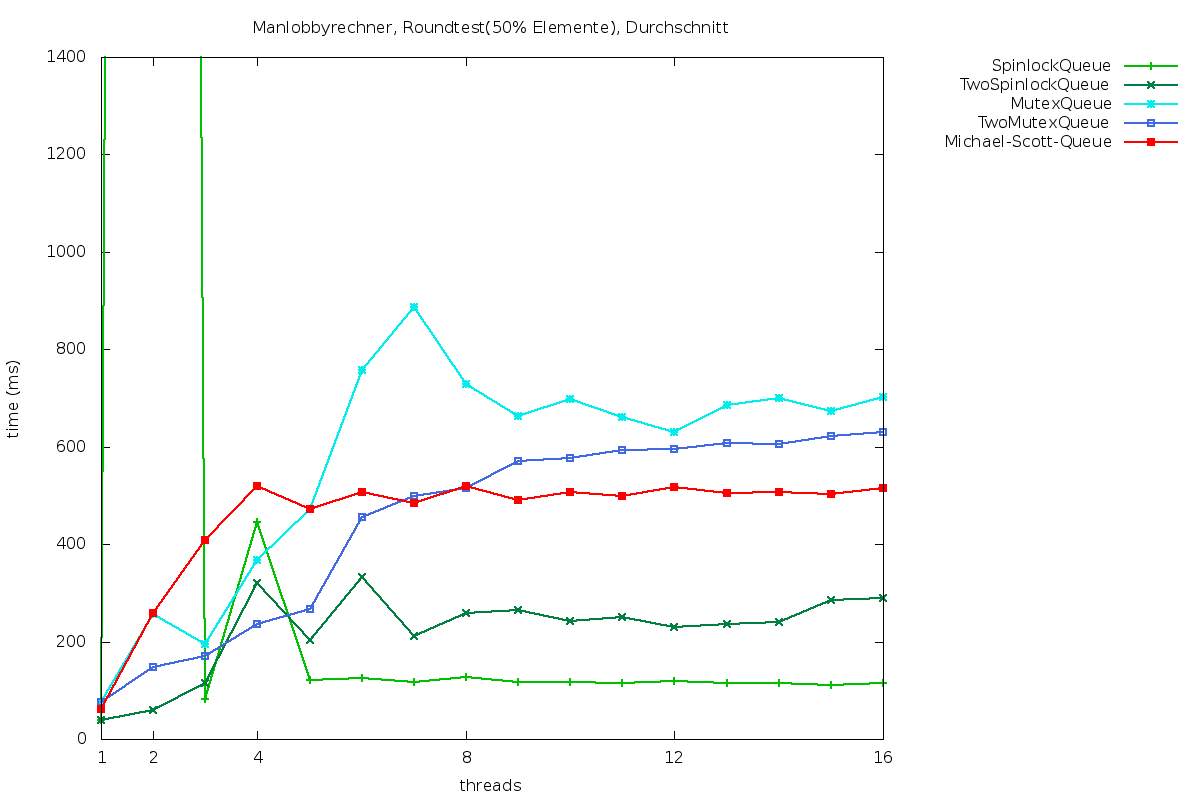 Manlobbyrechner, Roundtest(50% Elemente), Durchschnitt
SpinlockQueue
TwoSpinlockQueue
MutexQueue
TwoMutexQueue
Michael-Scott-Queue
1400
1200
1000
800
600
400
200
0
time (ms)
1 2 4 8 12 16
threads